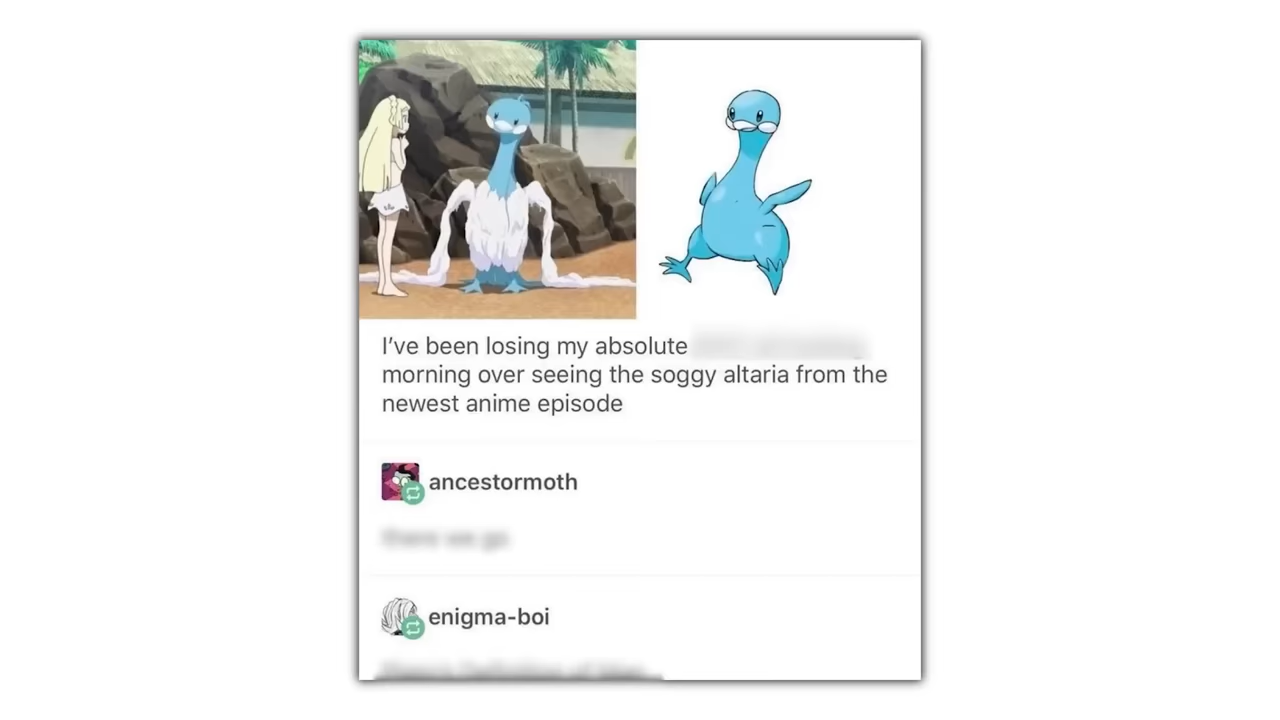 I've been losing my absolute
morning over seeing the soggy altaria from the
newest anime episode
ancestormoth
enigma-boi